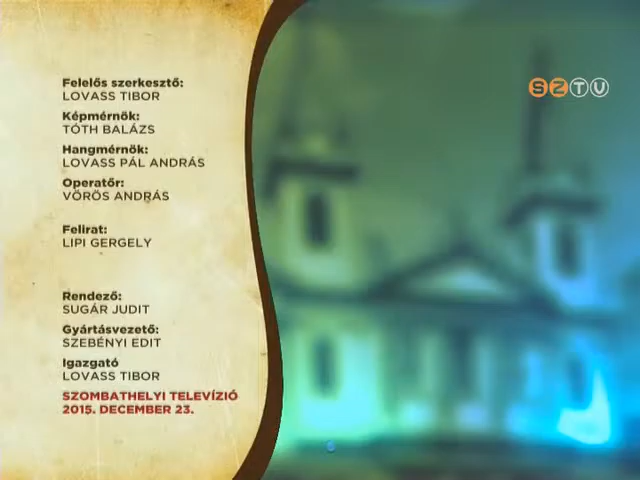 Felelős szerkesztő:
LOVASS TIBOR
Képmérnök:
TÓTH BALÁZS
Hangmérnök:
LOVASS PÁL ANDRÁS
Operatőr:
VÖRÖS ANDRÁS
Felirat:
LIPI GERGELY
Rendező:
SUGÁR JUDIT
Gyártásvezető:
SZEBÉNYI EDIT
Igazgató
LOVASS TIBOR
SZOMBATHELYI TELEVÍZIÓ
2015. DECEMBER 23.
SZTV